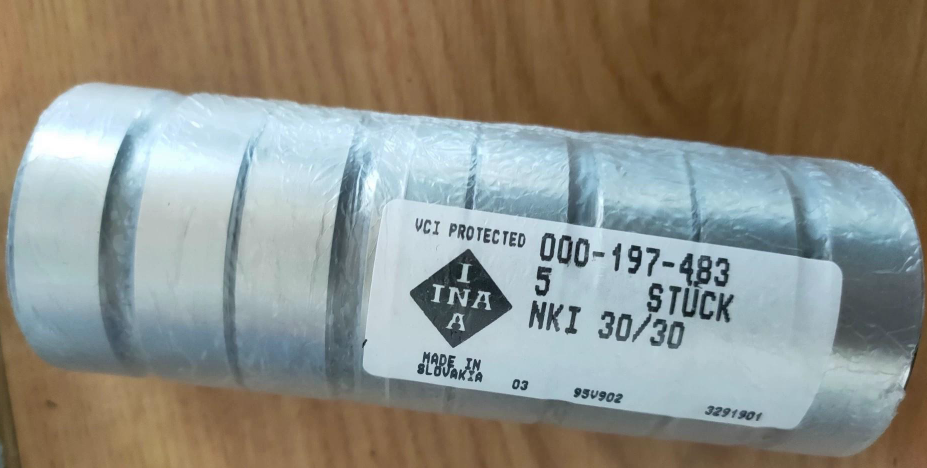 VCI PROTECTED
000-197-483
5 STÜCK
NKI 30/30
I
INA
A
MADE IN
SLOVAKIA
03 95V902 3291901